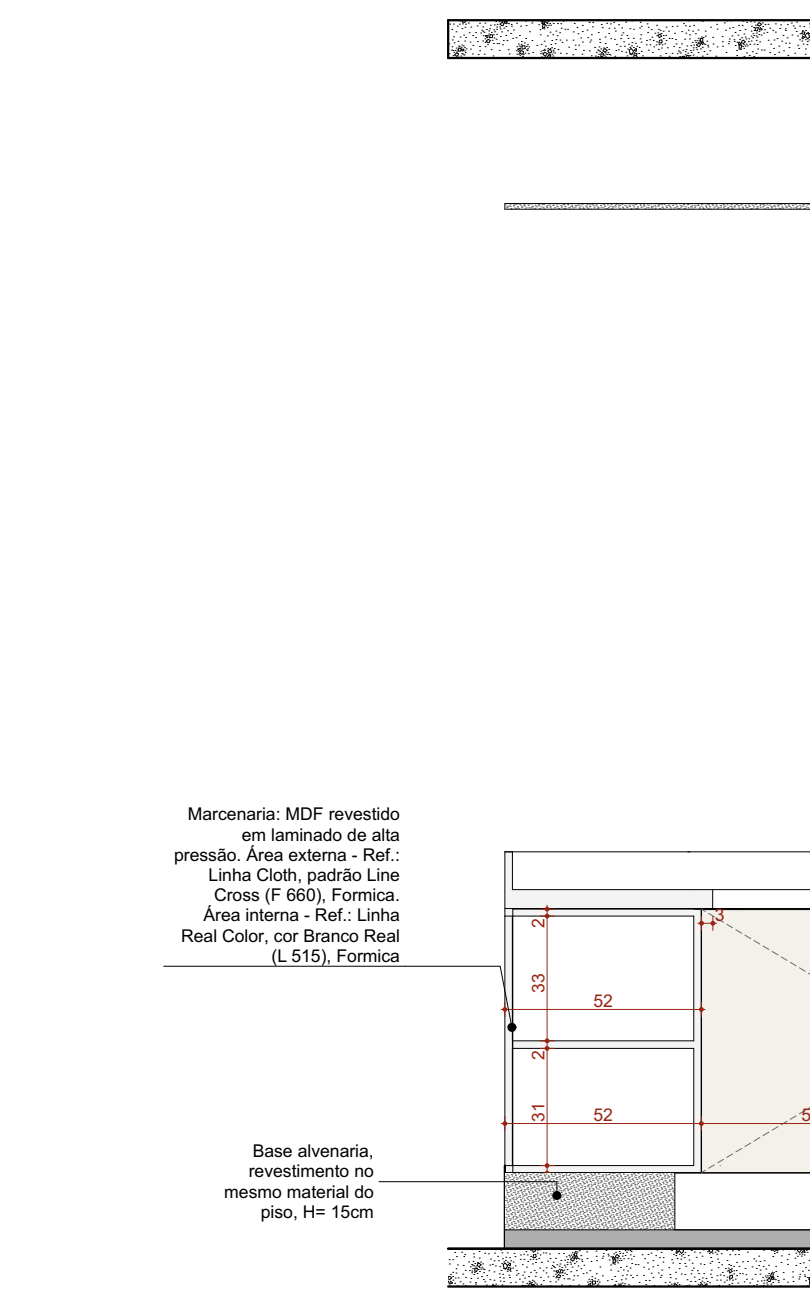 Marcenaria: MDF revestido
em laminado de alta
pressão. Área externa - Ref.:
Linha Cloth, padrão Line
Cross (F 660), Formica.
Área interna - Ref.: Linha
Real Color, cor Branco Real
(L 515), Formica
2
3
33
52
2
31
52
5
Base alvenaria,
revestimento no
mesmo material do
piso, H= 15cm